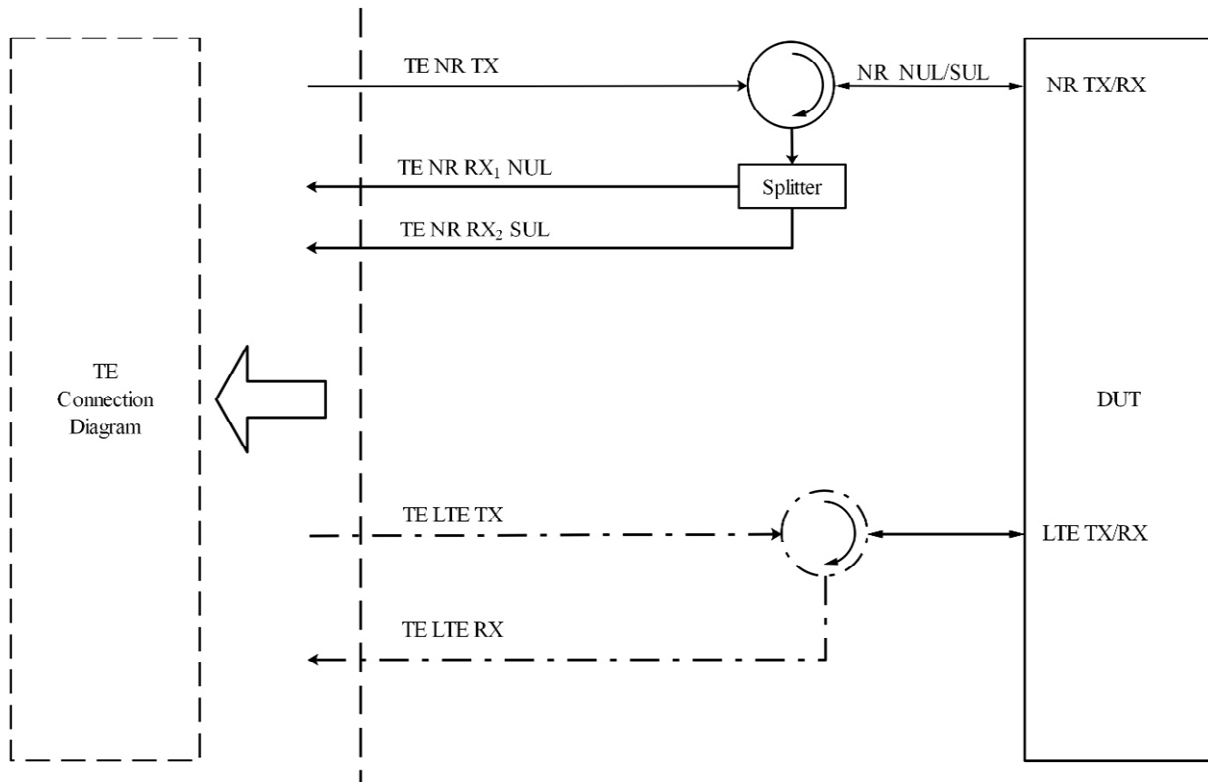 TE NR TX
NR NUL/SUL
NR TX/RX
TE NR RX₁ NUL
Splitter
TE NR RX₂ SUL
TE
Connection
Diagram
DUT
TE LTE TX
LTE TX/RX
TE LTE RX